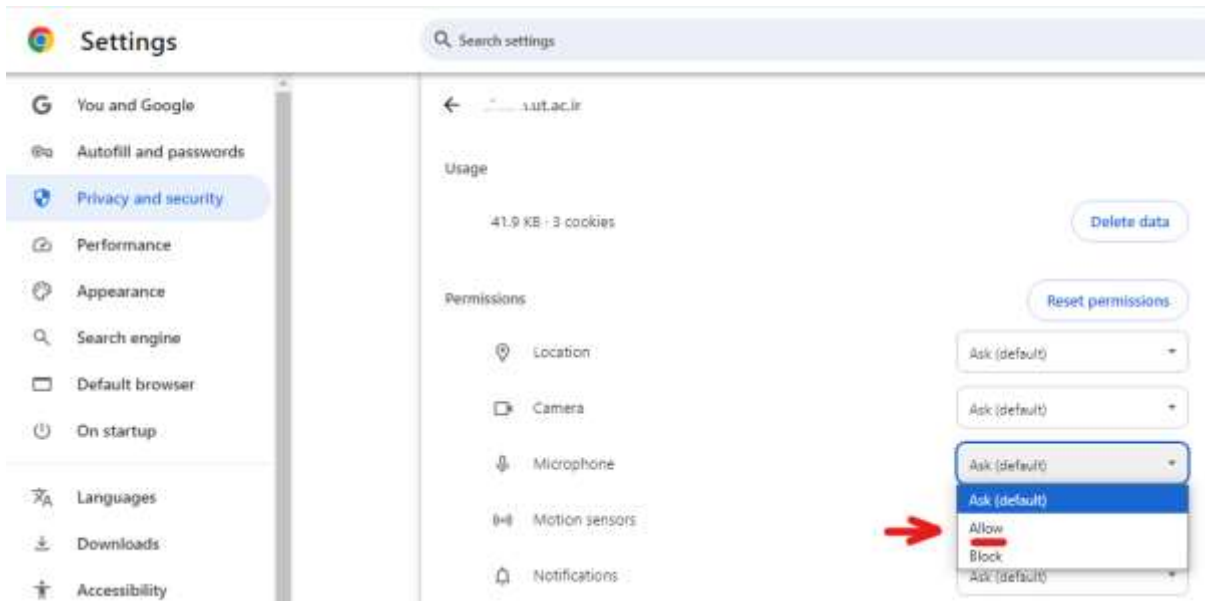 Settings
Search settings
You and Google
Autofill and passwords
Privacy and security
Performance
Appearance
Search engine
Default browser
On startup
Languages
Downloads
Accessibility
.ut.ac.ir
Usage
41.9 KB · 3 cookies
Delete data
Permissions
Reset permissions
Location
Ask (default)
Camera
Ask (default)
Microphone
Ask (default)
Ask (default)
Allow
Block
Motion sensors
Notifications
Ask (default)